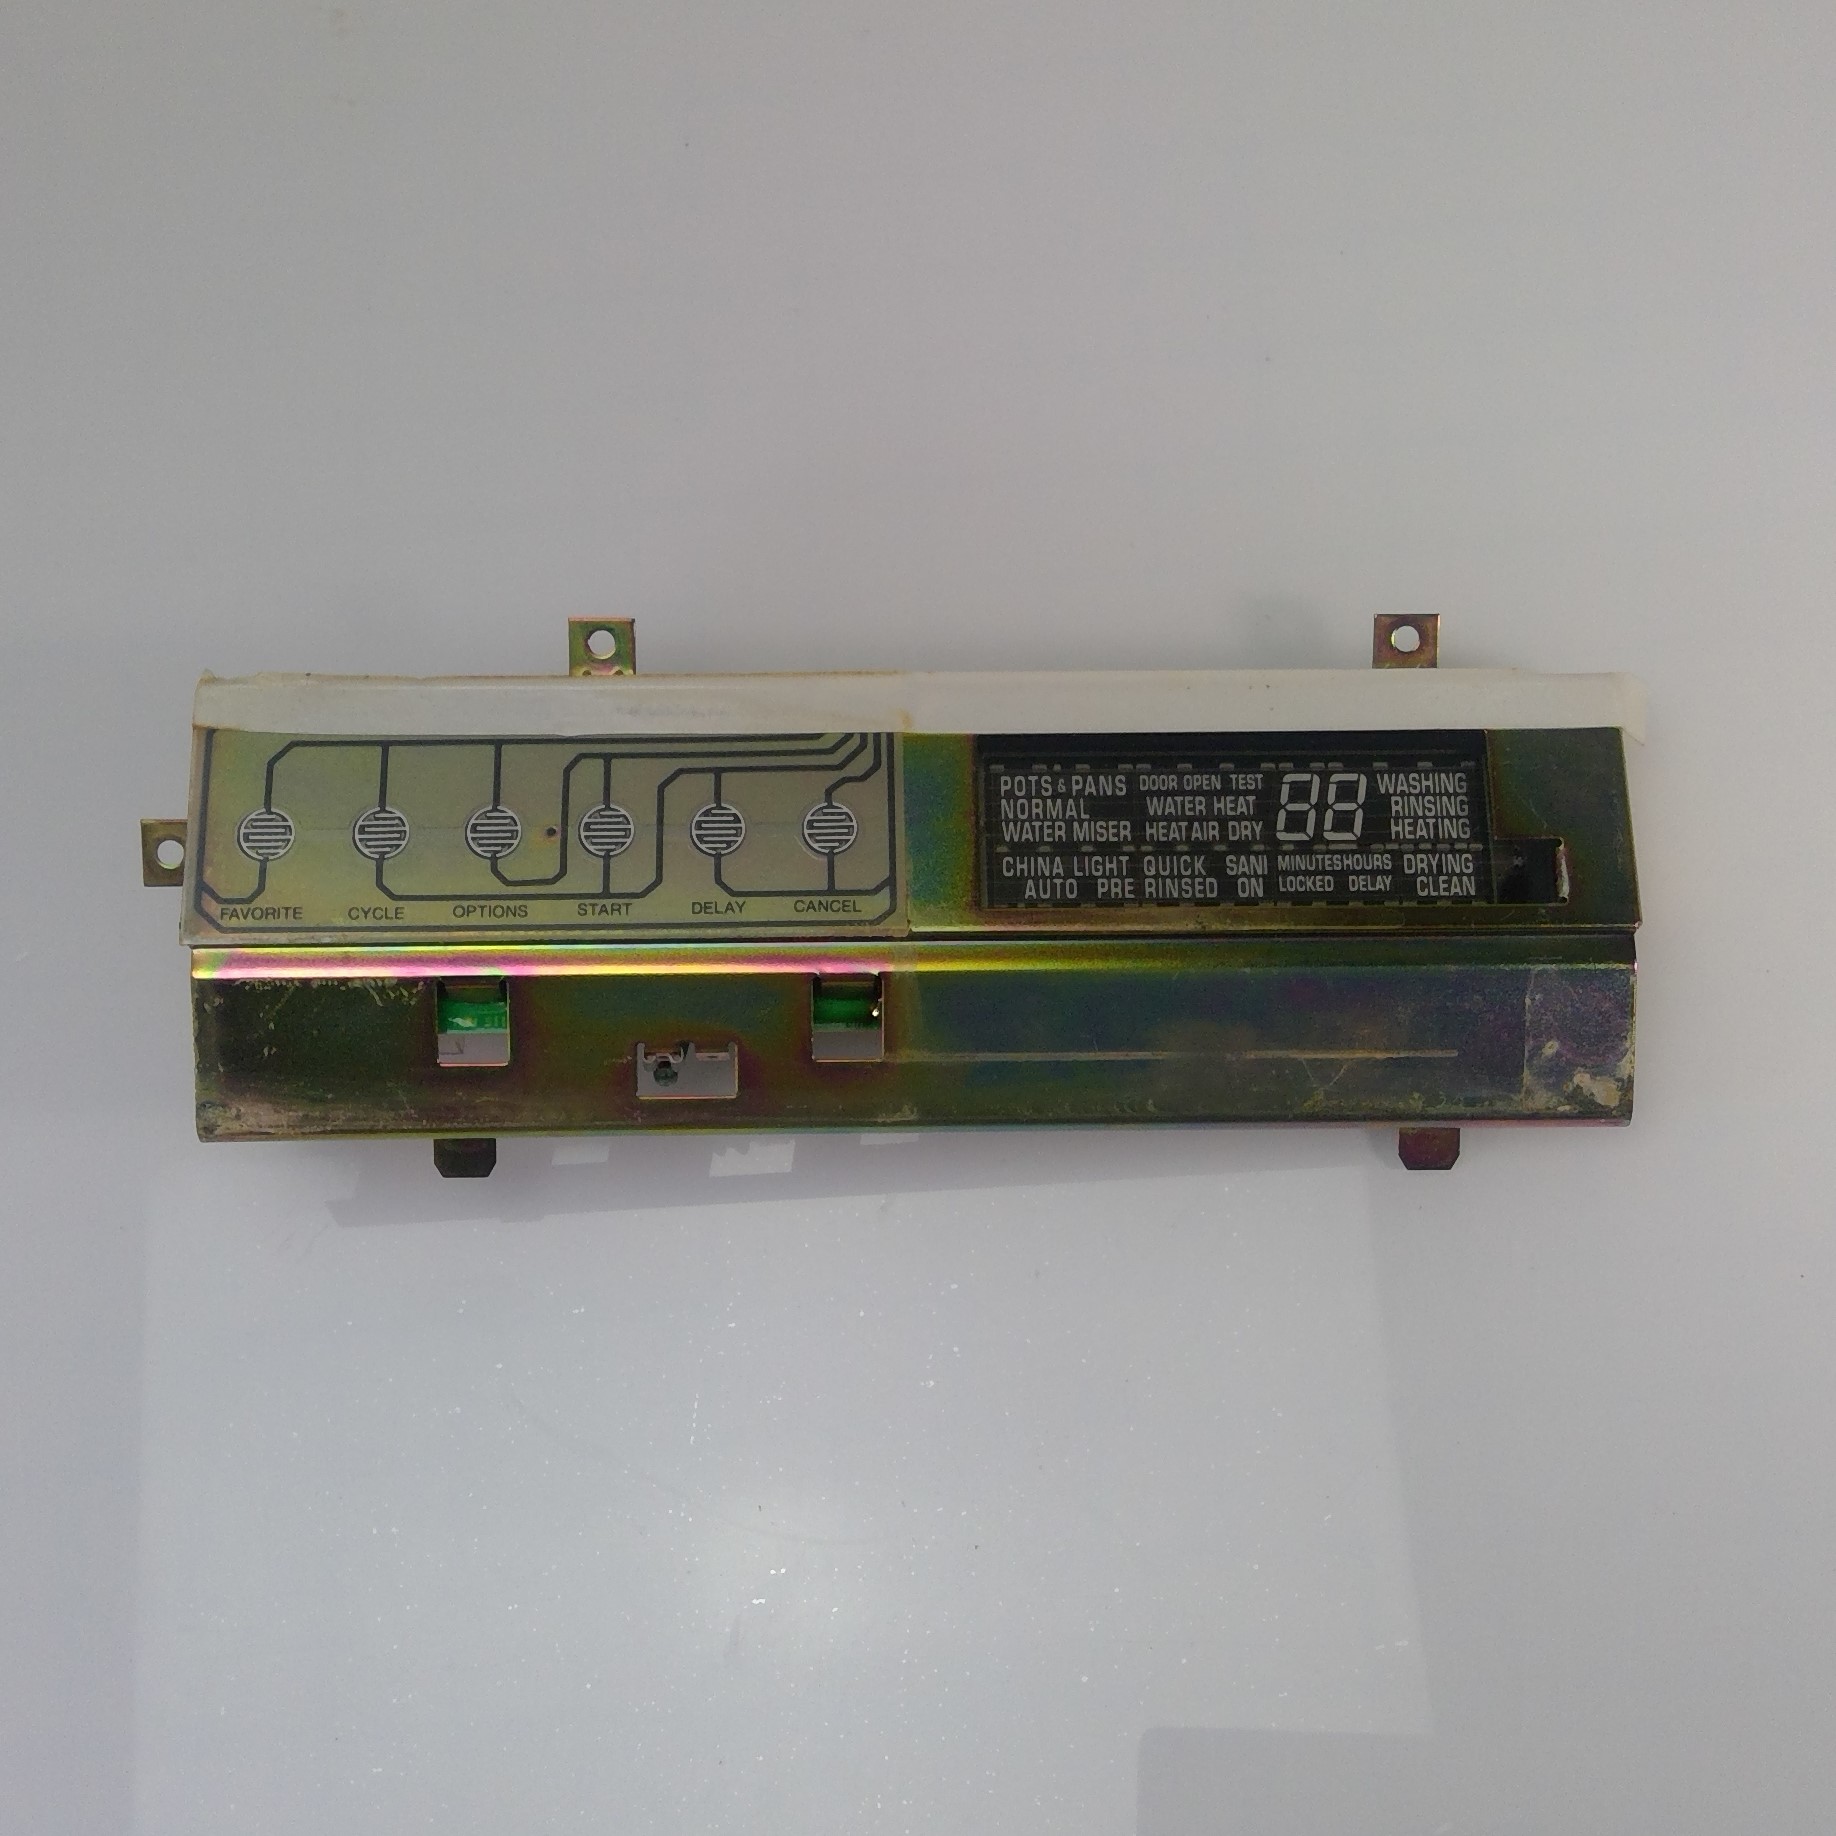 FAVORITE CYCLE OPTIONS START DELAY CANCEL
POTS & PANS DOOR OPEN TEST 88 WASHING
NORMAL WATER HEAT RINSING
WATER MISER HEAT AIR DRY HEATING
CHINA LIGHT QUICK SANI MINUTES HOURS DRYING
AUTO PRE RINSED ON LOCKED DELAY CLEAN